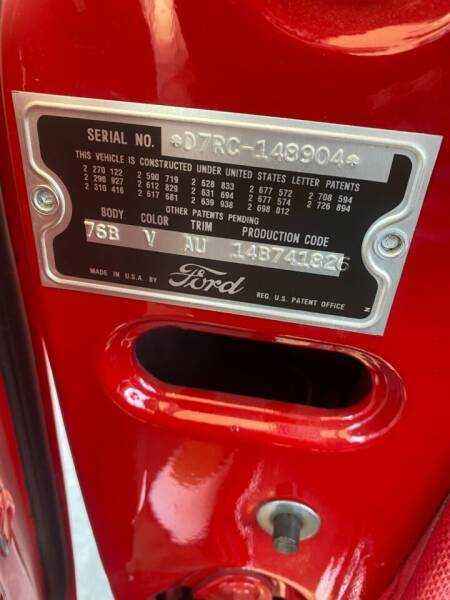 SERIAL NO. *D7RC-148904*
THIS VEHICLE IS CONSTRUCTED UNDER UNITED STATES LETTER PATENTS
2 270 122 2 590 719 2 628 833 2 677 572 2 708 594
2 296 927 2 612 829 2 631 694 2 677 574 2 726 894
2 310 416 2 617 681 2 639 938 2 698 012
OTHER PATENTS PENDING
BODY COLOR TRIM PRODUCTION CODE
76B V AU 14B741826
MADE IN U.S.A. BY Ford REG. U.S. PATENT OFFICE